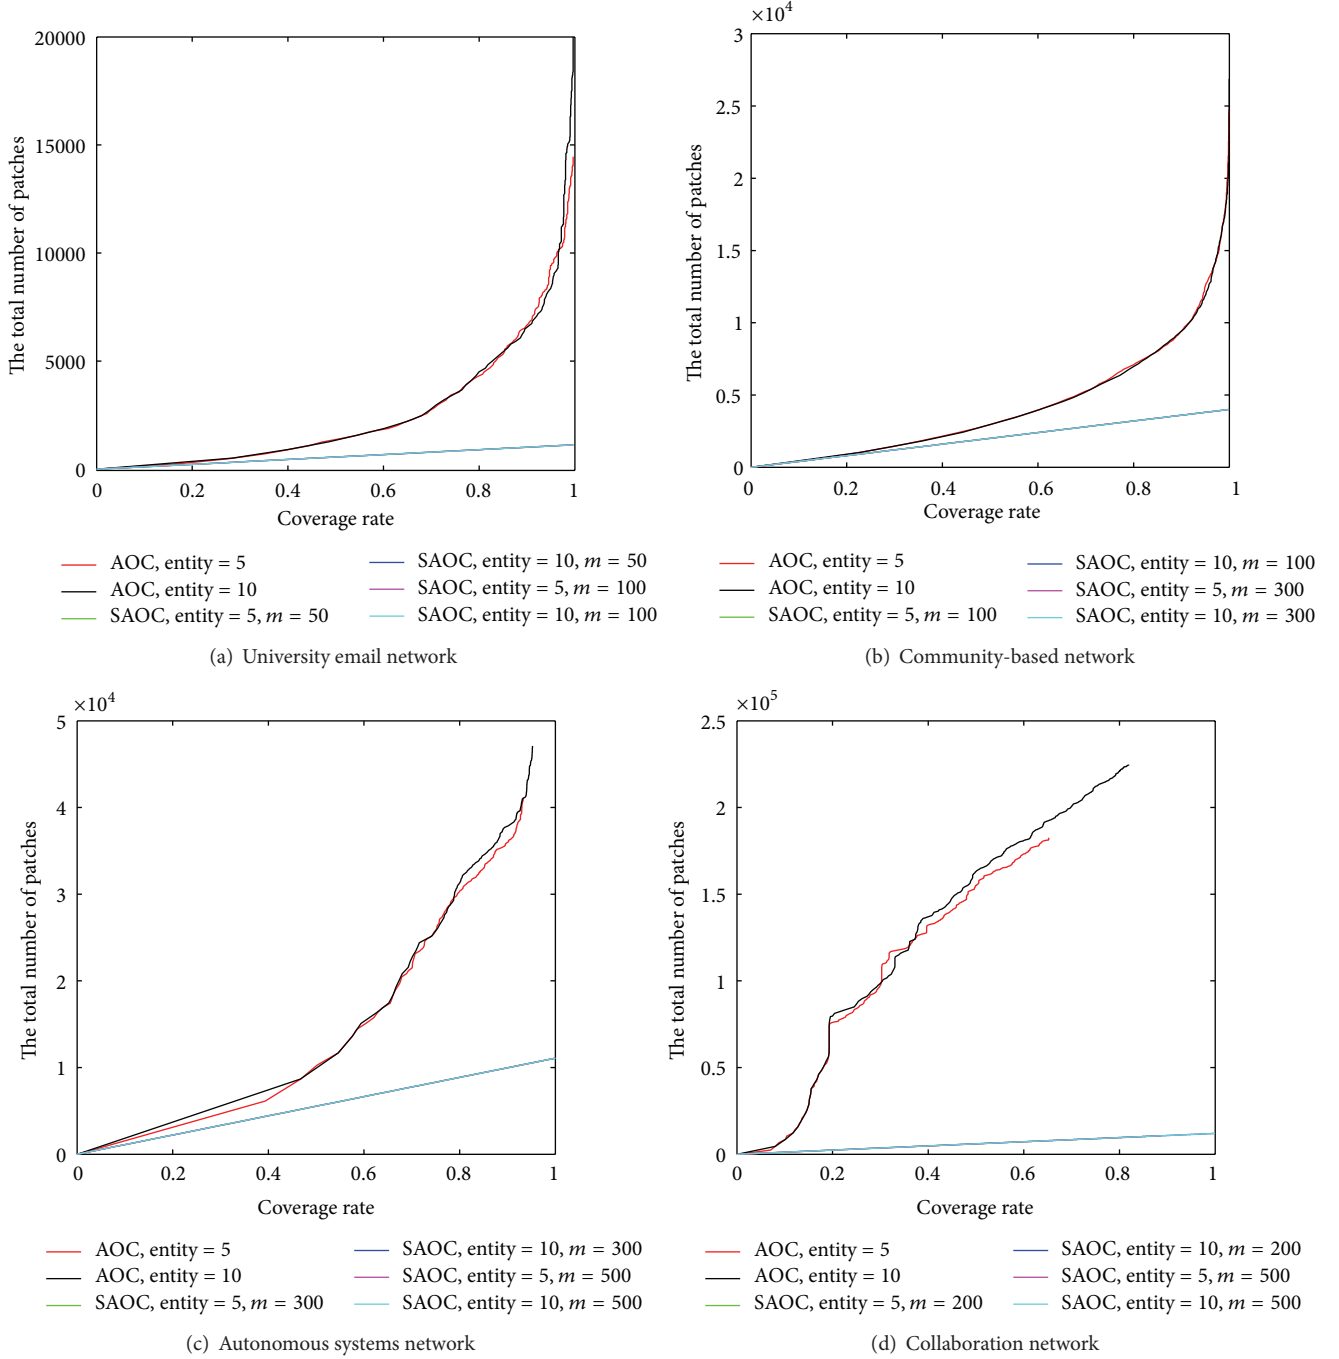 20000
15000
10000
5000
0
The total number of patches
0 0.2 0.4 0.6 0.8 1
Coverage rate
AOC, entity = 5
AOC, entity = 10
SAOC, entity = 5, m = 50
SAOC, entity = 10, m = 50
SAOC, entity = 5, m = 100
SAOC, entity = 10, m = 100
(a) University email network
×10⁴
3
2.5
2
1.5
1
0.5
0
The total number of patches
0 0.2 0.4 0.6 0.8 1
Coverage rate
AOC, entity = 5
AOC, entity = 10
SAOC, entity = 5, m = 100
SAOC, entity = 10, m = 100
SAOC, entity = 5, m = 300
SAOC, entity = 10, m = 300
(b) Community-based network
×10⁴
5
4
3
2
1
0
The total number of patches
0 0.2 0.4 0.6 0.8 1
Coverage rate
AOC, entity = 5
AOC, entity = 10
SAOC, entity = 5, m = 300
SAOC, entity = 10, m = 300
SAOC, entity = 5, m = 500
SAOC, entity = 10, m = 500
(c) Autonomous systems network
×10⁵
2.5
2
1.5
1
0.5
0
The total number of patches
0 0.2 0.4 0.6 0.8 1
Coverage rate
AOC, entity = 5
AOC, entity = 10
SAOC, entity = 5, m = 200
SAOC, entity = 10, m = 200
SAOC, entity = 5, m = 500
SAOC, entity = 10, m = 500
(d) Collaboration network